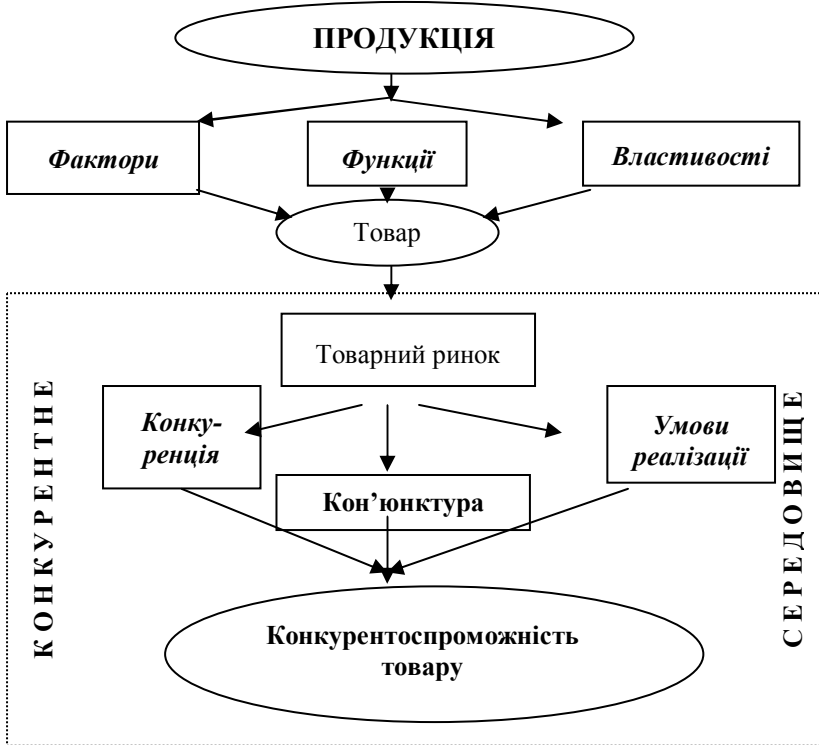 ПРОДУКЦІЯ
Фактори
Функції
Властивості
Товар
Товарний ринок
КОНКУРЕНТНЕ
СЕРЕДОВИЩЕ
Конку-
ренція
Умови
реалізації
Кон’юнктура
Конкурентоспроможність
товару